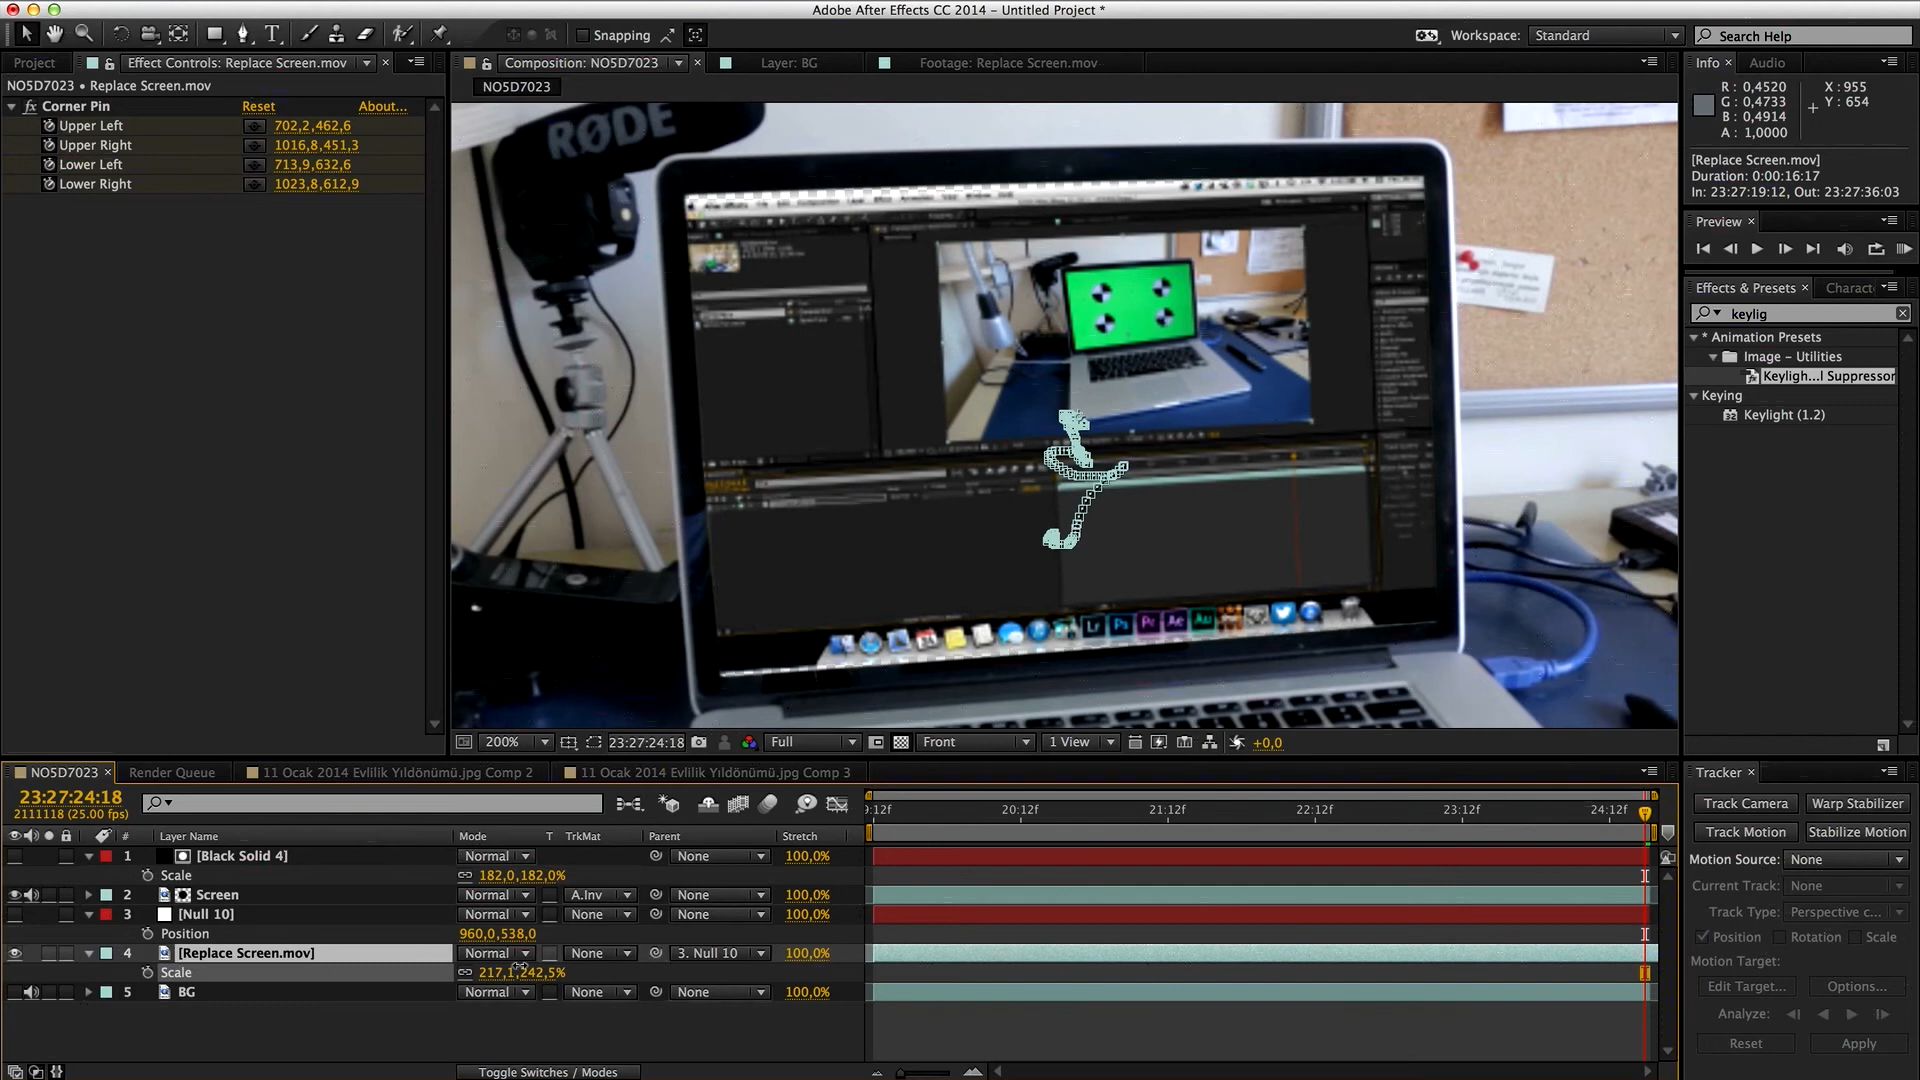 Adobe After Effects CC 2014 – Untitled Project *
Snapping
Workspace: Standard
Search Help
Project
Effect Controls: Replace Screen.mov
Composition: NO5D7023
Layer: BG
Footage: Replace Screen.mov
Info
Audio
NO5D7023 • Replace Screen.mov
NO5D7023
R : 0,4520
G : 0,4733
B : 0,4914
A : 1,0000
X : 955
Y : 654
fx Corner Pin
Reset
About...
Upper Left
702,2,462,6
Upper Right
1016,8,451,3
Lower Left
713,9,632,6
Lower Right
1023,8,612,9
RØDE
[Replace Screen.mov]
Duration: 0:00:16:17
In: 23:27:19:12, Out: 23:27:36:03
Preview
Effects & Presets
Charact
keylig
* Animation Presets
Image – Utilities
Keyligh...l Suppressor
Keying
Keylight (1.2)
Lr Ps Pr Ae Au
200%
23:27:24:18
Full
Front
1 View
+0,0
NO5D7023
Render Queue
11 Ocak 2014 Evlilik Yıldönümü.jpg Comp 2
11 Ocak 2014 Evlilik Yıldönümü.jpg Comp 3
Tracker
23:27:24:18
2111118 (25.00 fps)
9:12f
20:12f
21:12f
22:12f
23:12f
24:12f
# Layer Name Mode T TrkMat Parent Stretch
1 [Black Solid 4] Normal None 100,0%
Scale 182,0,182,0%
2 Screen Normal A.Inv None 100,0%
3 [Null 10] Normal None None 100,0%
Position 960,0,538,0
4 [Replace Screen.mov] Normal None 3. Null 10 100,0%
Scale 217,1,242,5%
5 BG Normal None None 100,0%
Toggle Switches / Modes
Track Camera
Warp Stabilizer
Track Motion
Stabilize Motion
Motion Source: None
Current Track: None
Track Type: Perspective c...
Position Rotation Scale
Motion Target:
Edit Target...
Options...
Analyze:
Reset
Apply